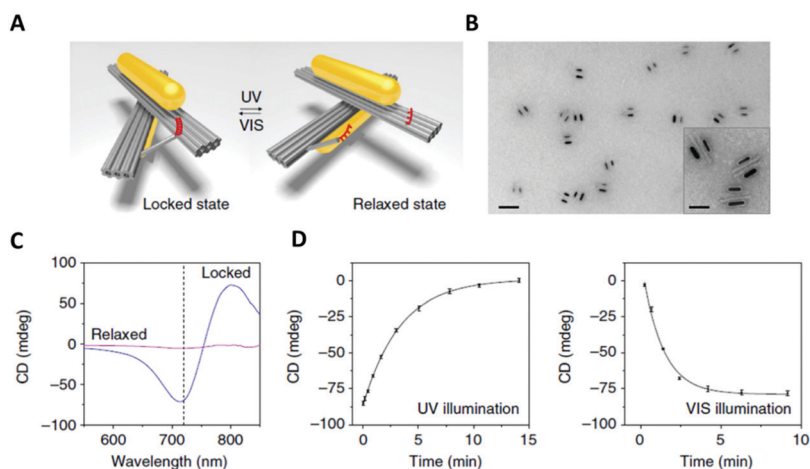 A
UV
VIS
Locked state
Relaxed state
B
C
100
50
0
−50
−100
CD (mdeg)
Locked
Relaxed
600
700
800
Wavelength (nm)
D
0
−25
−50
−75
−100
CD (mdeg)
UV illumination
0
5
10
15
Time (min)
0
−25
−50
−75
−100
CD (mdeg)
VIS illumination
0
5
10
Time (min)